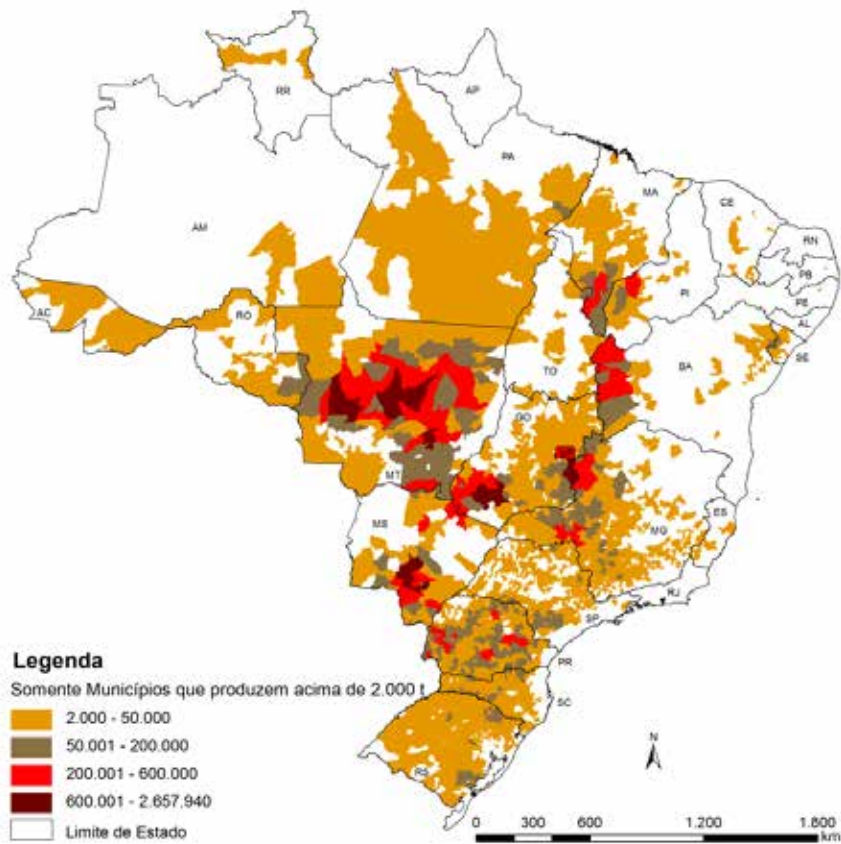 RR
AP
AM
PA
MA
CE
RN
PB
PE
AL
SE
PI
AC
RO
TO
BA
GO
MT
MS
MG
ES
RJ
SP
PR
SC
RS
Legenda
Somente Municípios que produzem acima de 2.000 t
2.000 - 50.000
50.001 - 200.000
200.001 - 600.000
600.001 - 2.657.940
Limite de Estado
N
0 300 600 1.200 1.800
km